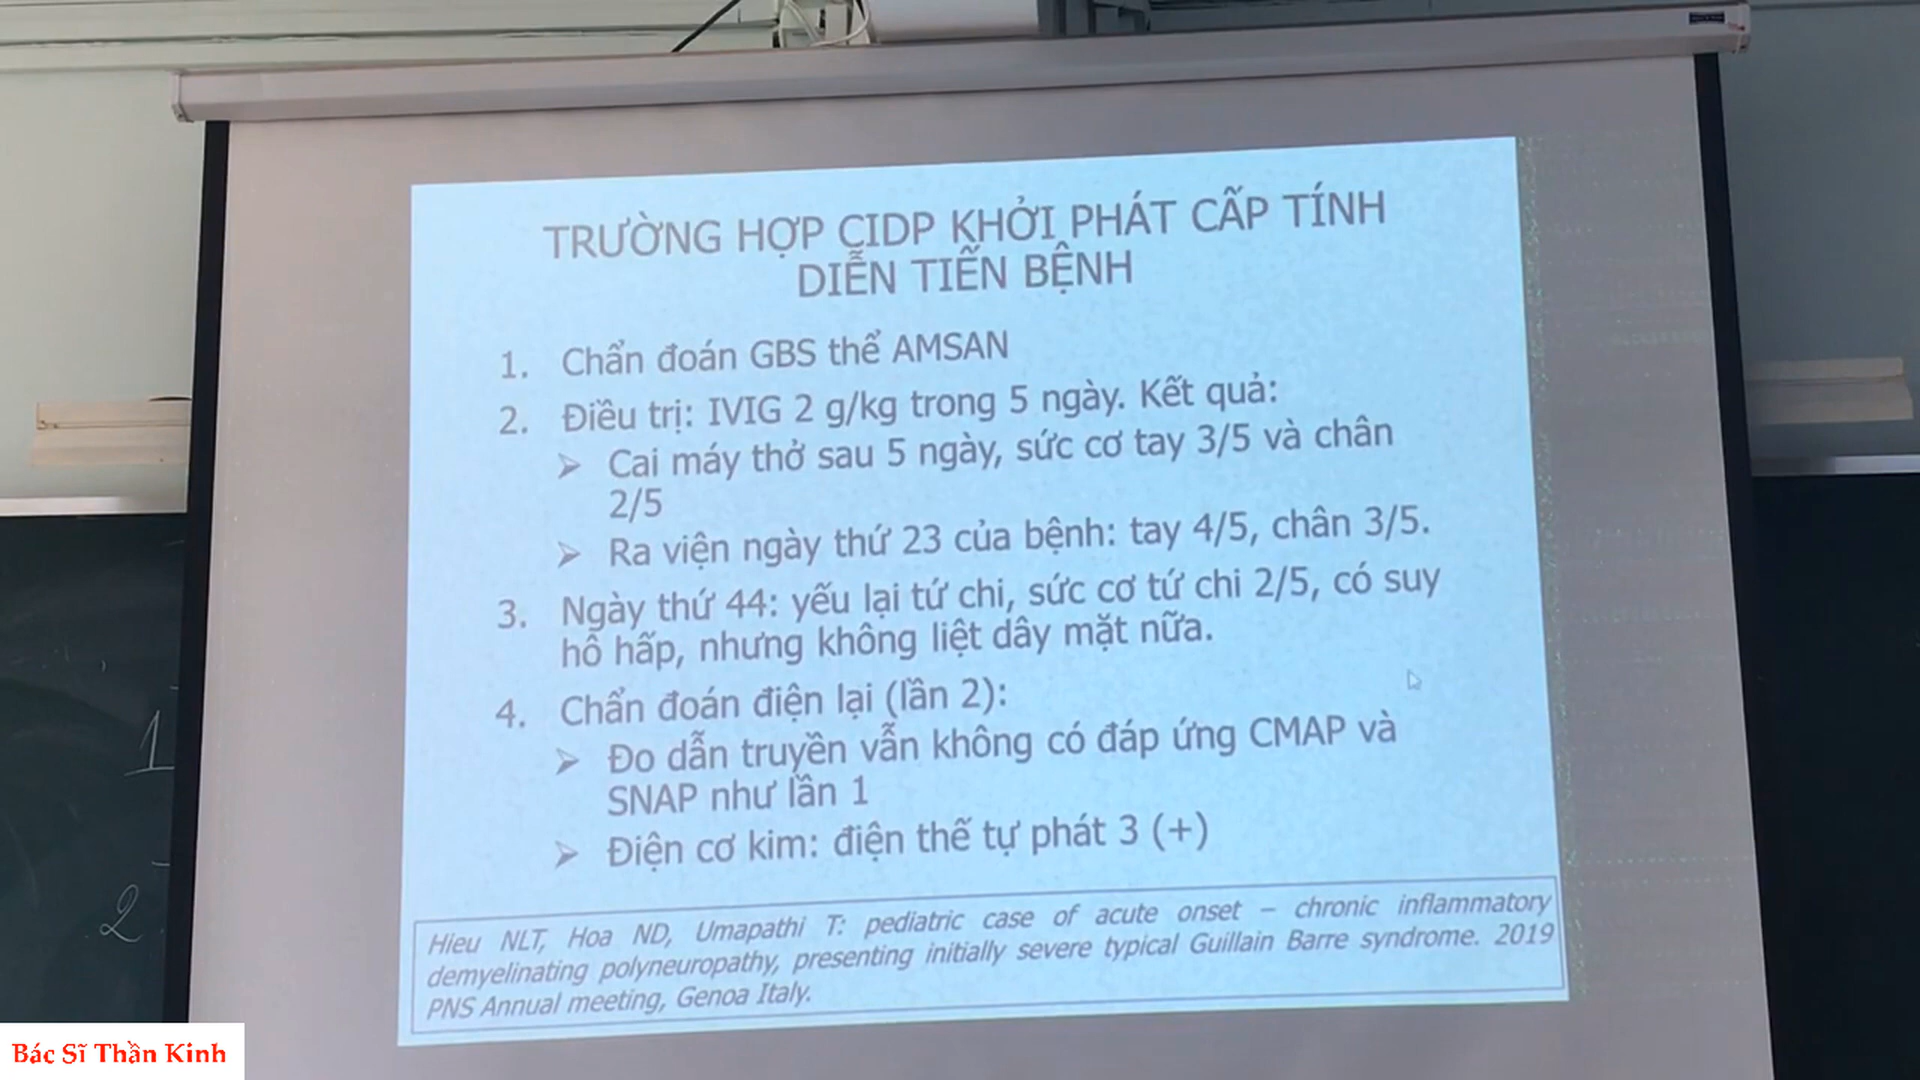 TRƯỜNG HỢP CIDP KHỞI PHÁT CẤP TÍNH
DIỄN TIẾN BỆNH
1. Chẩn đoán GBS thể AMSAN
2. Điều trị: IVIG 2 g/kg trong 5 ngày. Kết quả:
➢ Cai máy thở sau 5 ngày, sức cơ tay 3/5 và chân
2/5
➢ Ra viện ngày thứ 23 của bệnh: tay 4/5, chân 3/5.
3. Ngày thứ 44: yếu lại tứ chi, sức cơ tứ chi 2/5, có suy
hô hấp, nhưng không liệt dây mặt nữa.
4. Chẩn đoán điện lại (lần 2):
➢ Đo dẫn truyền vẫn không có đáp ứng CMAP và
SNAP như lần 1
➢ Điện cơ kim: điện thế tự phát 3 (+)
Hieu NLT, Hoa ND, Umapathi T: pediatric case of acute onset – chronic inflammatory
demyelinating polyneuropathy, presenting initially severe typical Guillain Barre syndrome. 2019
PNS Annual meeting, Genoa Italy.
1
2
Bác Sĩ Thần Kinh